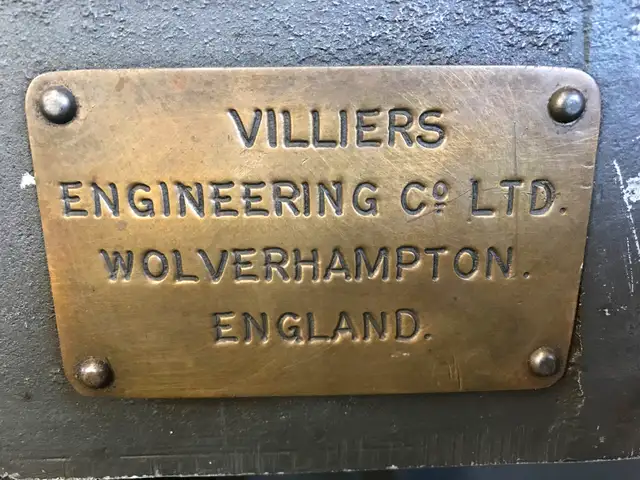 VILLIERS
ENGINEERING Cº LTD.
WOLVERHAMPTON.
ENGLAND.